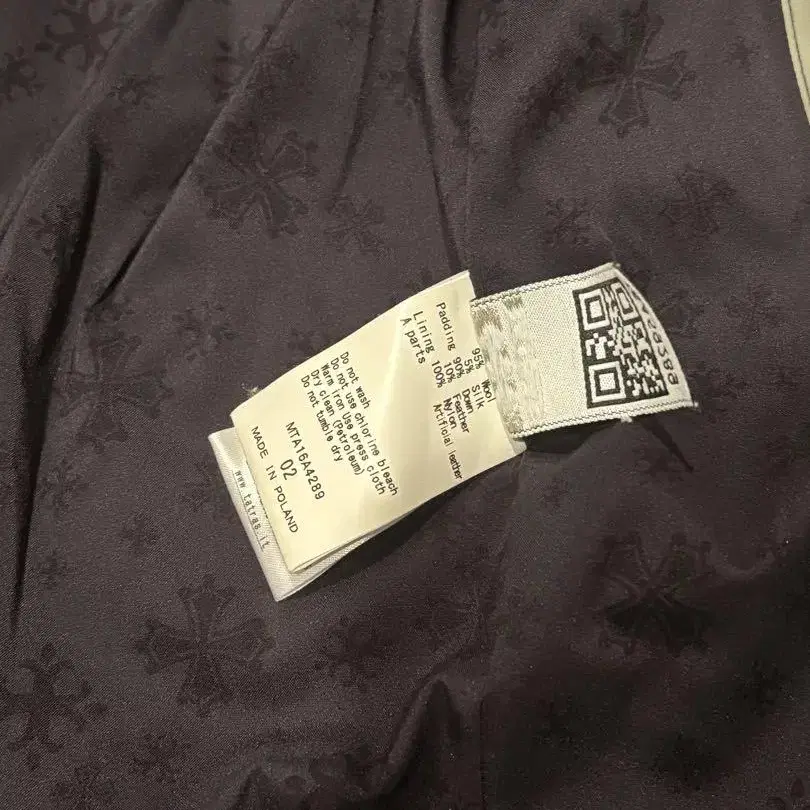 95% Wool
5% Silk
Padding 90% Down
10% Feather
Lining 100% Nylon
A parts Artificial leather
Do not wash
Do not use chlorine bleach
Warm iron Use press cloth
Dry clean (Petroleum)
Do not tumble dry
MTA16A4289
02
MADE IN POLAND
www.tatras.it